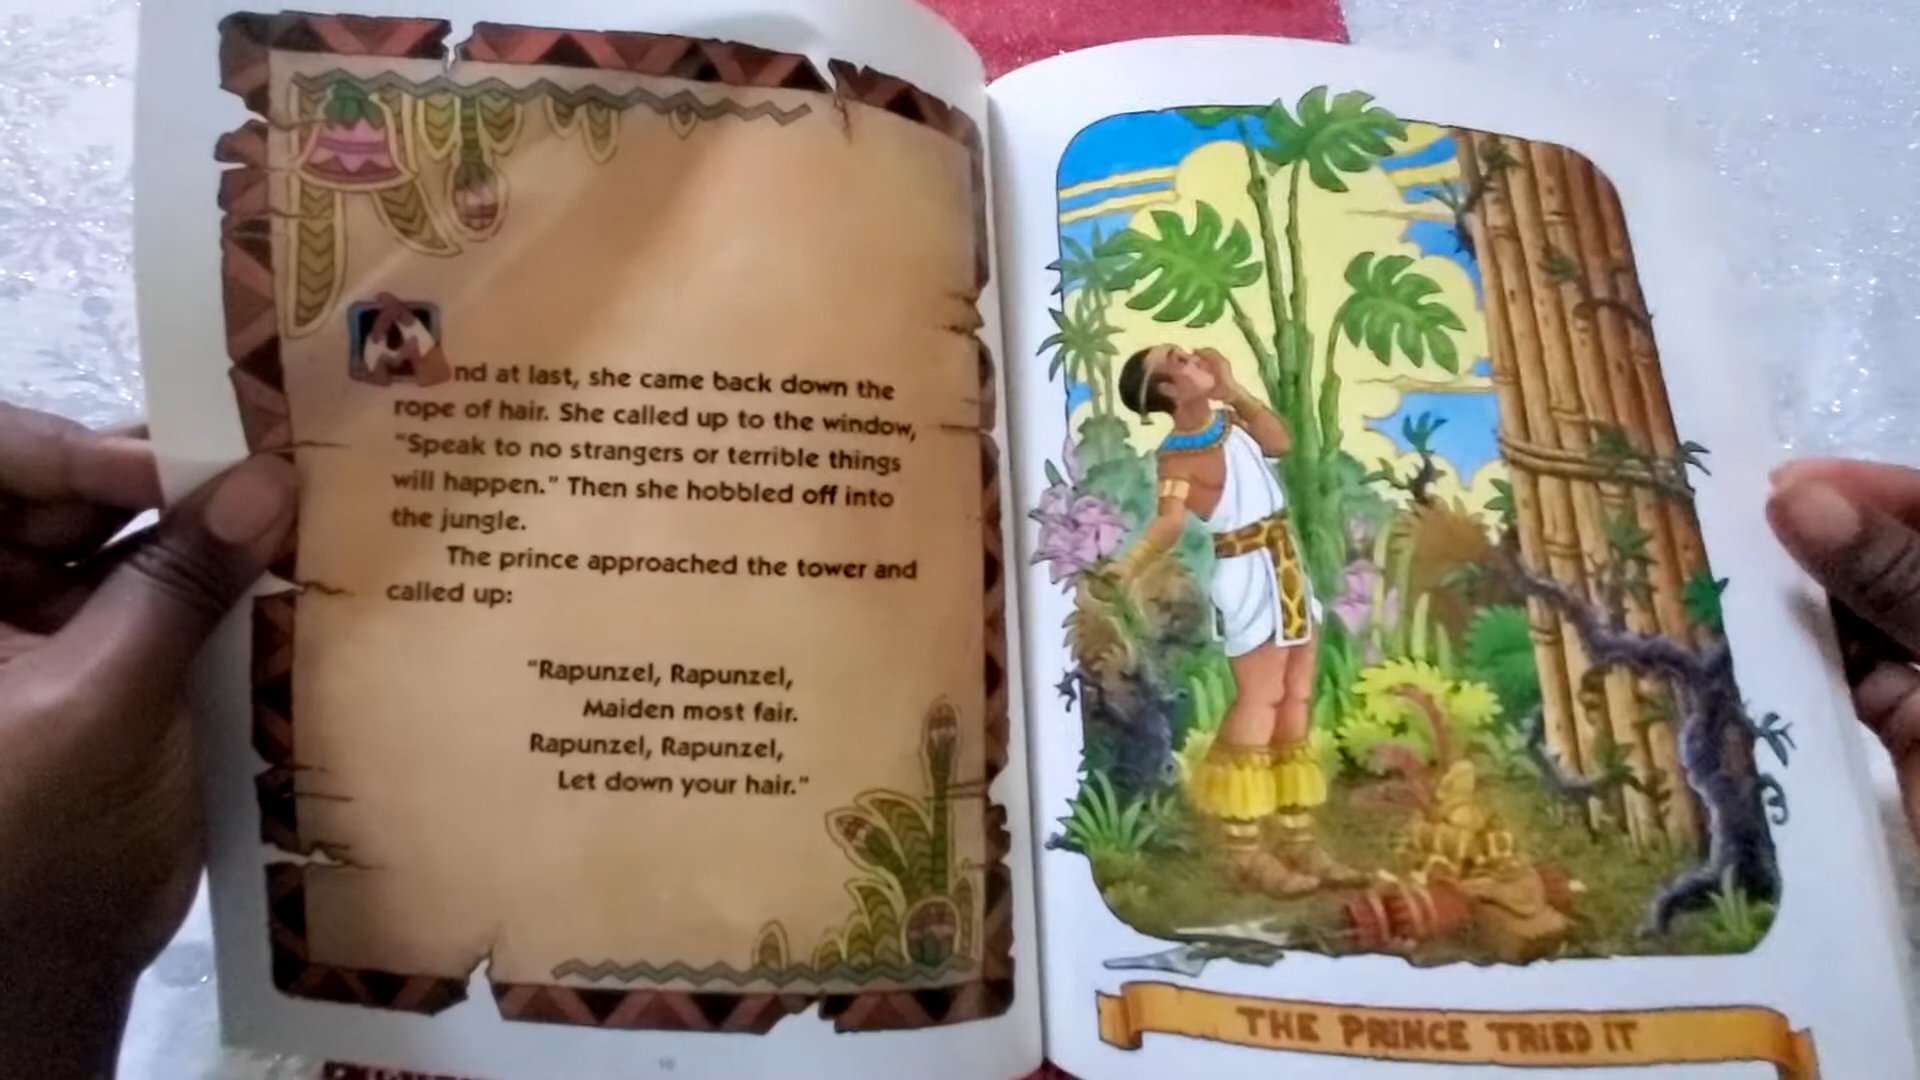 And at last, she came back down the
rope of hair. She called up to the window,
"Speak to no strangers or terrible things
will happen." Then she hobbled off into
the jungle.
The prince approached the tower and
called up:
"Rapunzel, Rapunzel,
Maiden most fair.
Rapunzel, Rapunzel,
Let down your hair."
THE PRINCE TRIED IT